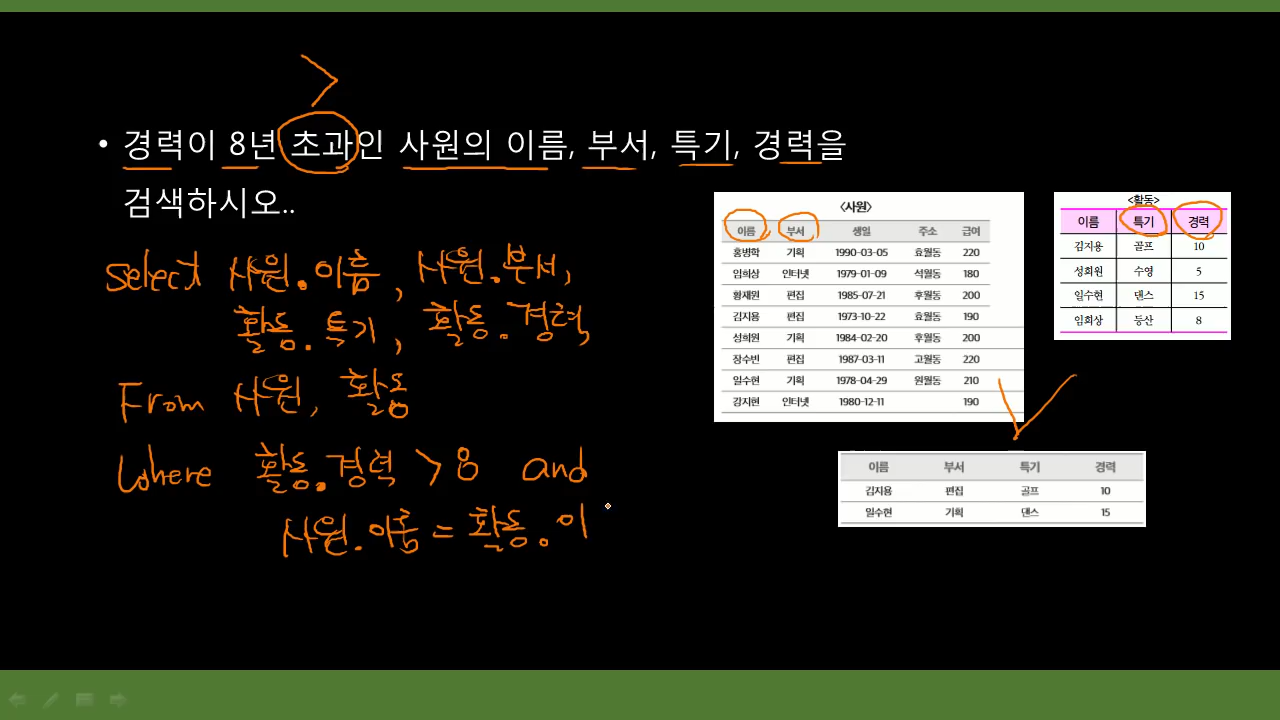 >
• 경력이 8년 초과인 사원의 이름, 부서, 특기, 경력을
검색하시오..
select 사원.이름, 사원.부서,
활동.특기, 활동.경력
From 사원, 활동
Where 활동.경력 > 8 and
사원.이름 = 활동.이
<사원>
이름 부서 생일 주소 급여
홍병학 기획 1990-03-05 효월동 220
임희상 인터넷 1979-01-09 석월동 180
황재원 편집 1985-07-21 후월동 200
김지용 편집 1973-10-22 효월동 190
성희원 기획 1984-02-20 후월동 200
장수빈 편집 1987-03-11 고월동 220
일수현 기획 1978-04-29 원월동 210
강지현 인터넷 1980-12-11 190
<활동>
이름 특기 경력
김지용 골프 10
성희원 수영 5
일수현 댄스 15
임희상 등산 8
이름 부서 특기 경력
김지용 편집 골프 10
일수현 기획 댄스 15